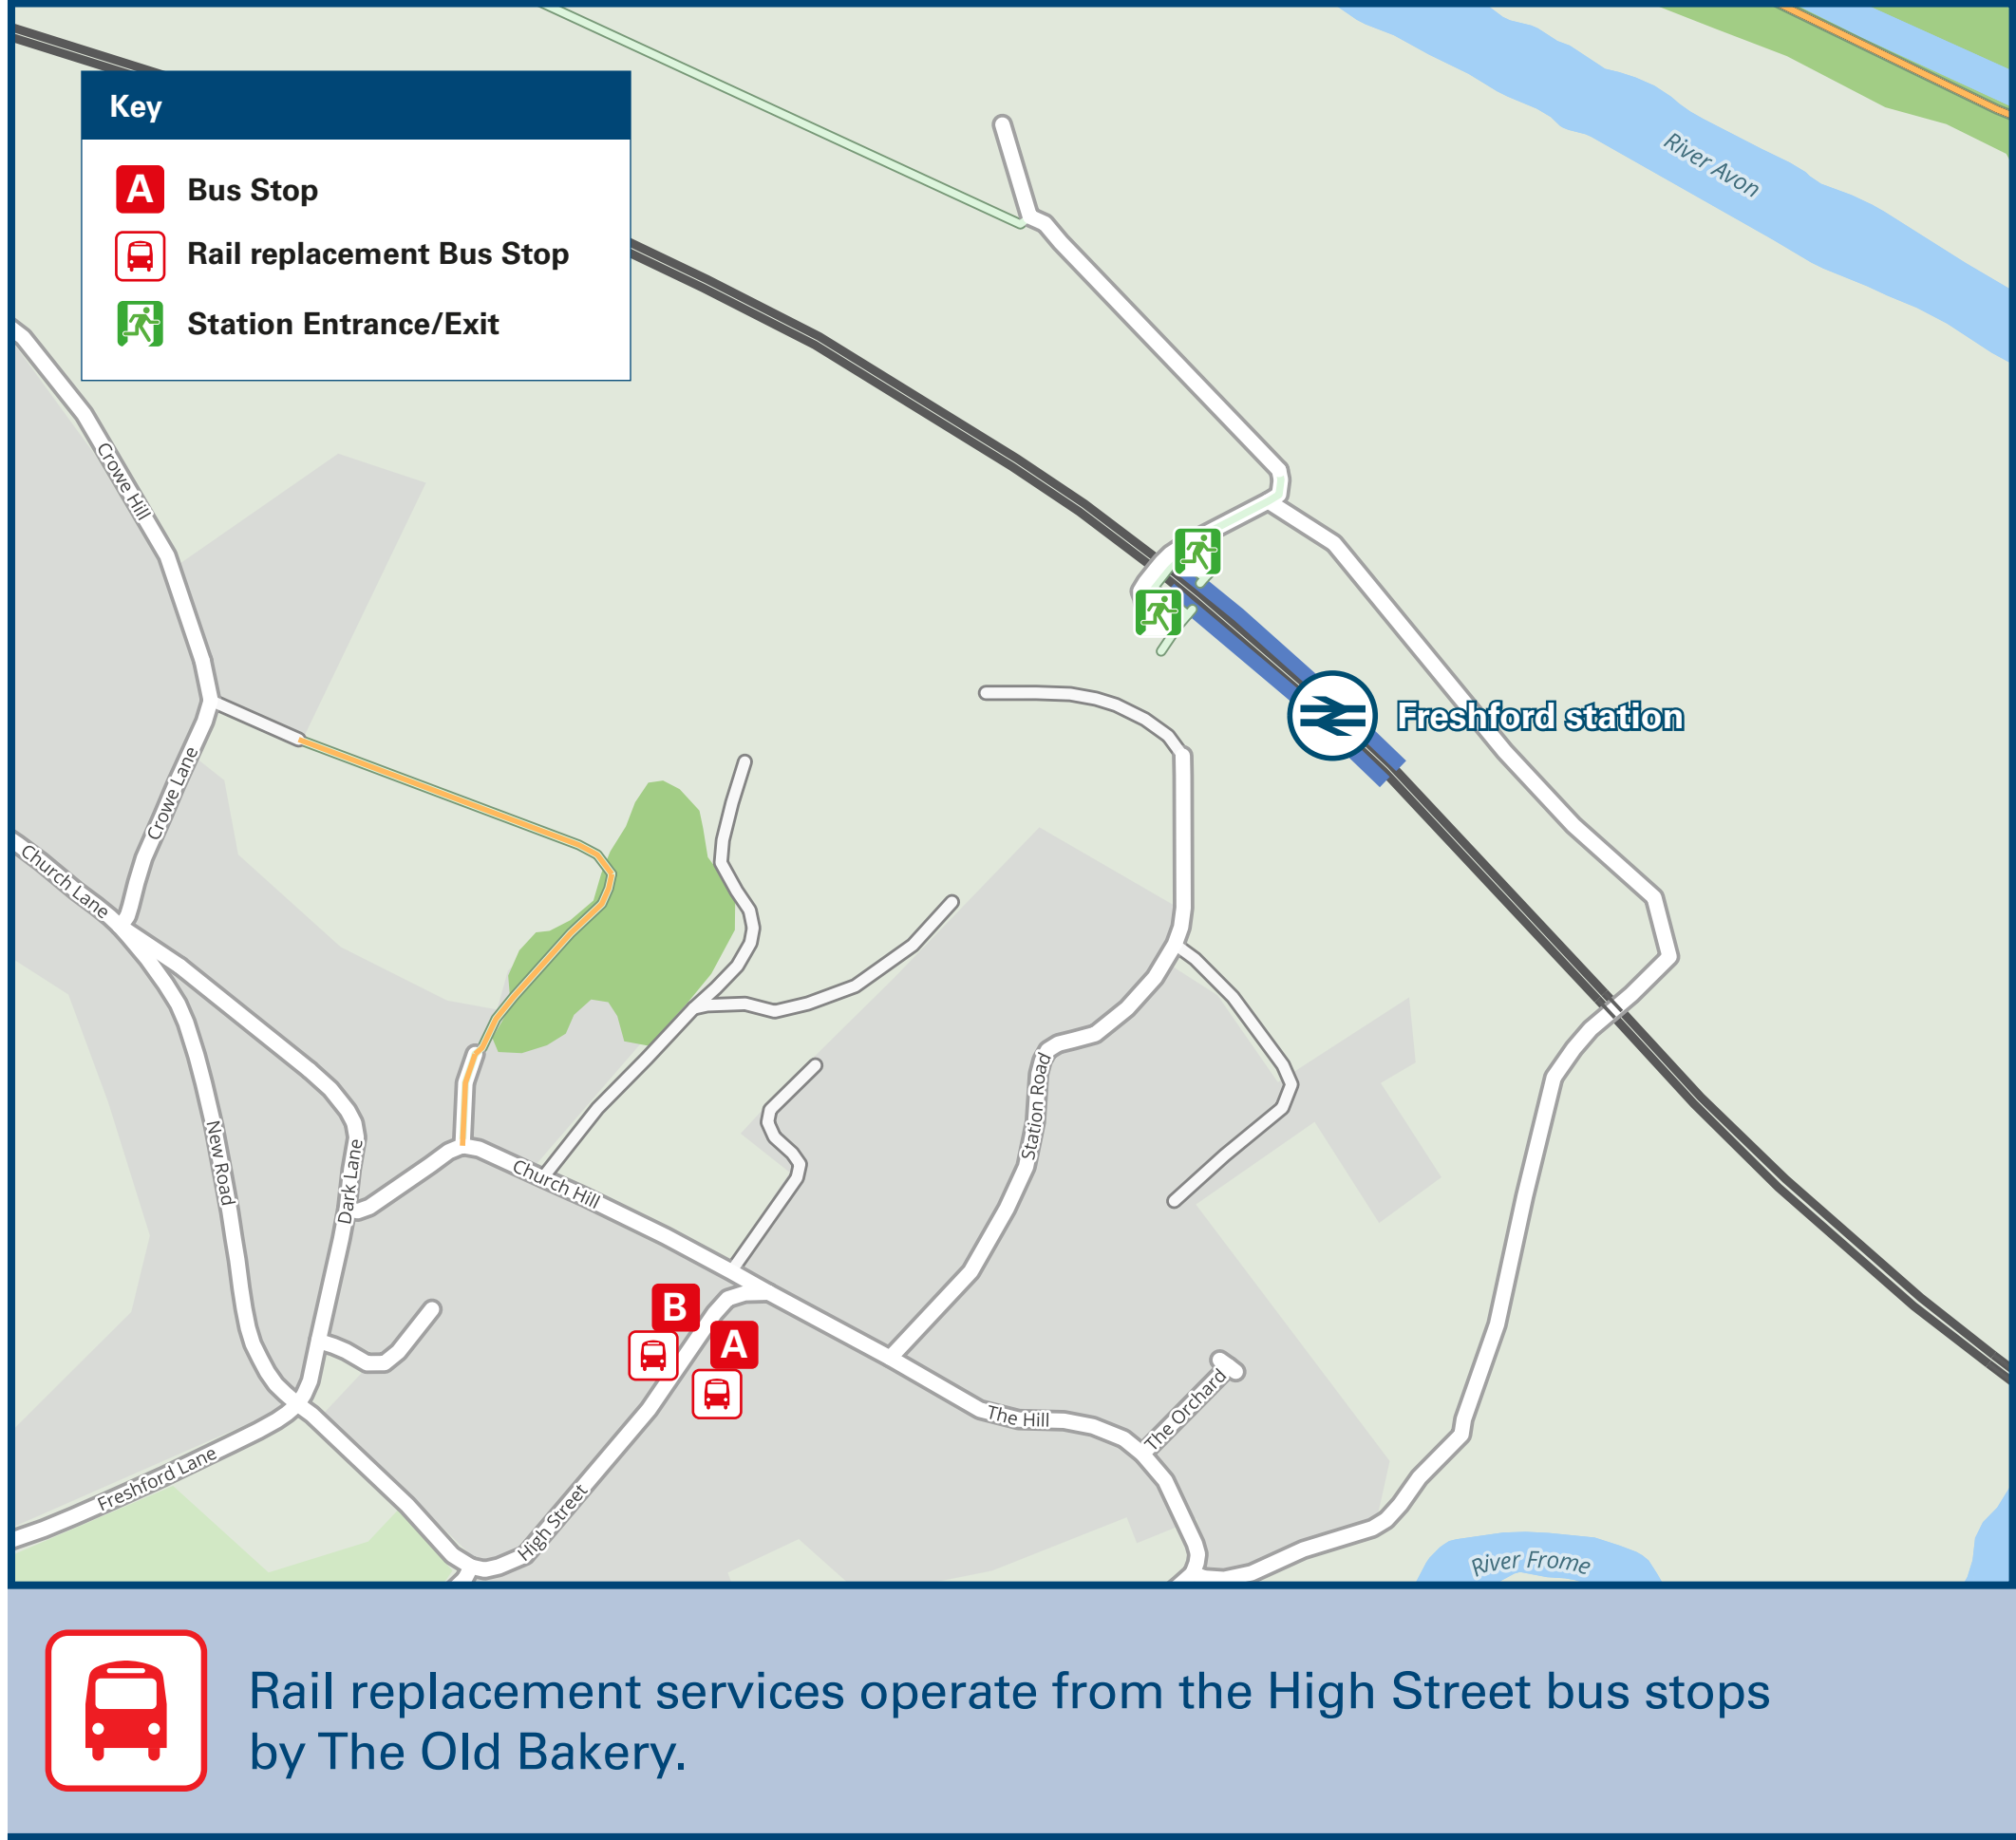 Key
A
Bus Stop
Rail replacement Bus Stop
Station Entrance/Exit
River Avon
Crowe Hill
Freshford station
Crowe Lane
Church Lane
Station Road
New Road
Dark Lane
Church Hill
B
A
The Hill
The Orchard
Freshford Lane
High Street
River Frome
Rail replacement services operate from the High Street bus stops
by The Old Bakery.